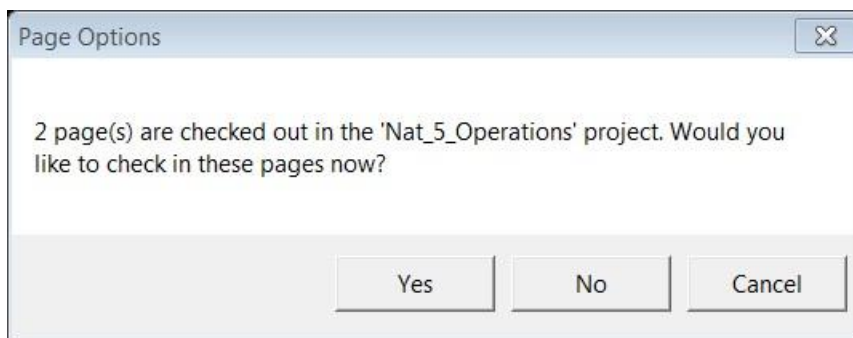 Page Options
2 page(s) are checked out in the 'Nat_5_Operations' project. Would you
like to check in these pages now?
Yes No Cancel